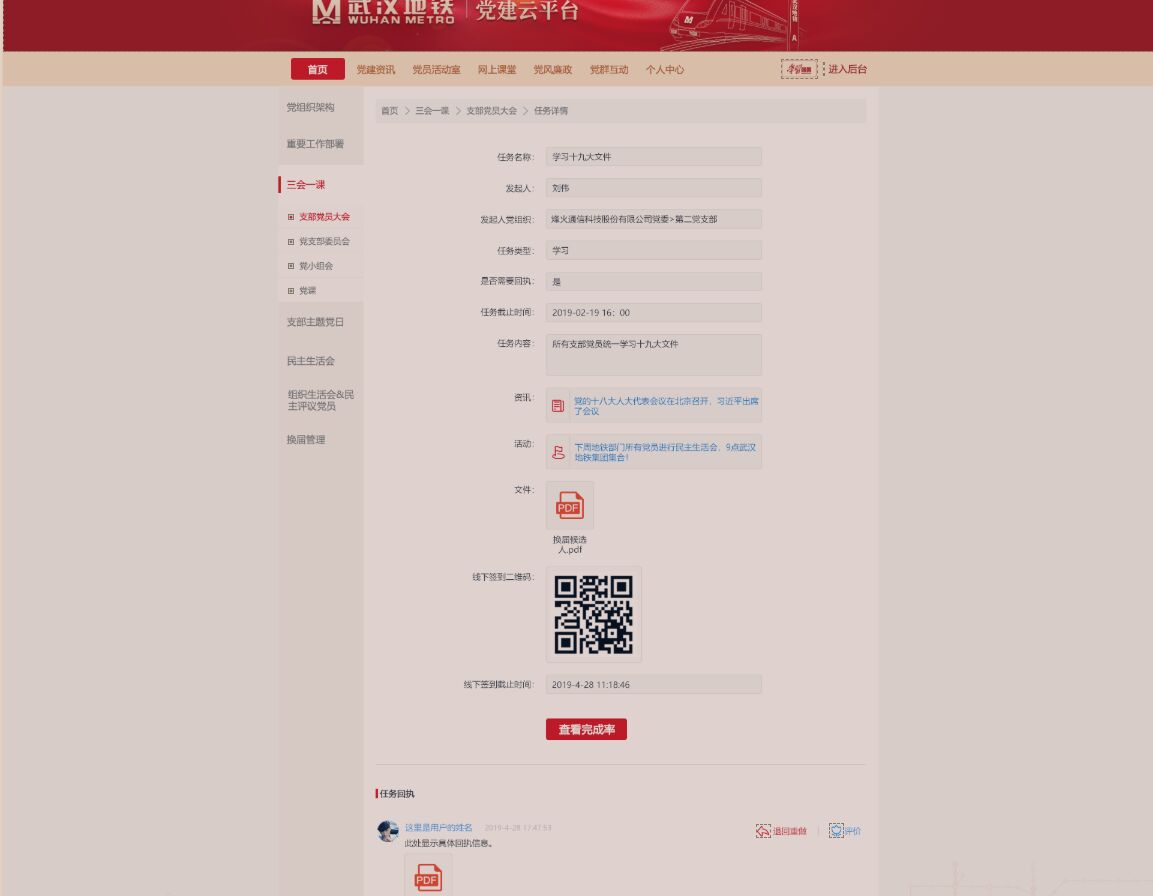 武汉地铁 WUHAN METRO 党建云平台
首页 党建资讯 党员活动室 网上课堂 党风廉政 党群互动 个人中心 进入后台
党组织架构
重要工作部署
三会一课
支部党员大会
党支部委员会
党小组会
党课
支部主题党日
民主生活会
组织生活会&民
主评议党员
换届管理
首页 > 三会一课 > 支部党员大会 > 任务详情
任务名称: 学习十九大文件
发起人: 刘伟
发起人党组织: 烽火通信科技股份有限公司党委>第二党支部
任务类型: 学习
是否需要回执: 是
任务截止时间: 2019-02-19 16：00
任务内容: 所有支部党员统一学习十九大文件
资讯: 党的十八大人大代表会议在北京召开，习近平出席
了会议
活动: 下周地铁部门所有党员进行民主生活会，9点武汉
地铁集团集合!
文件: PDF
换届候选
人.pdf
线下签到二维码:
线下签到截止时间: 2019-4-28 11:18:46
查看完成率
任务回执
这里是用户的姓名 2019-4-28 17:47:53 退回重做 评价
此处显示具体回执信息。
PDF